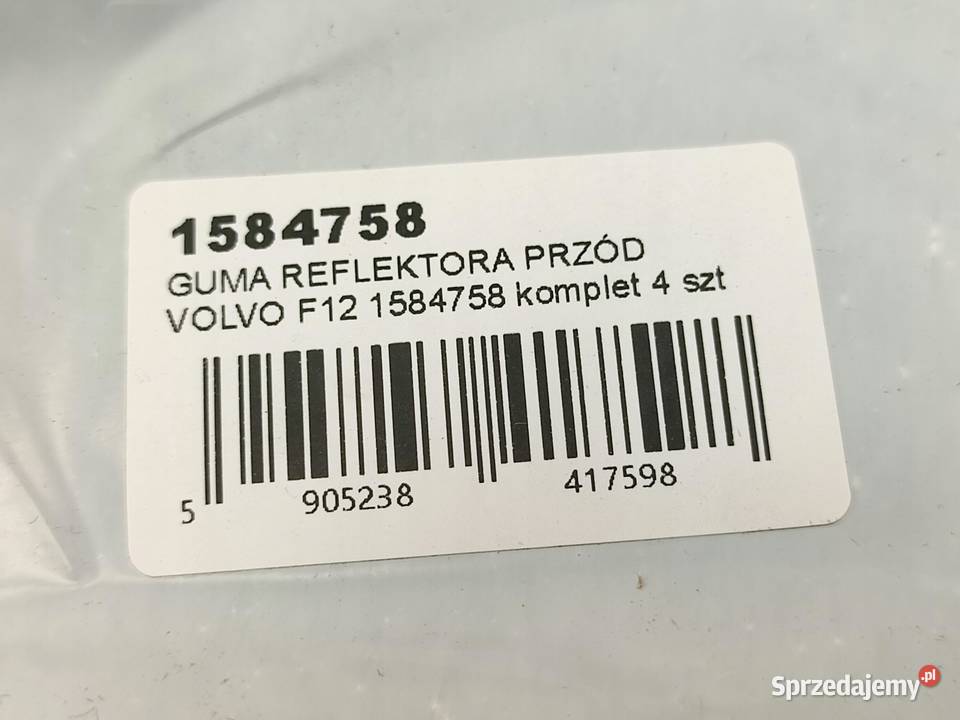 1584758
GUMA REFLEKTORA PRZÓD
VOLVO F12 1584758 komplet 4 szt
5 905238 417598
Sprzedajemy.pl